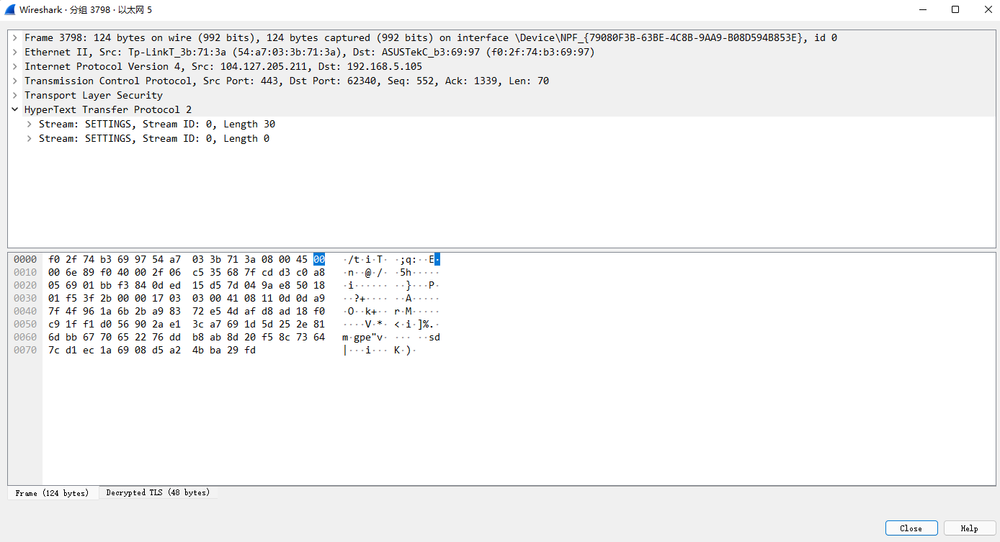 Wireshark · 分组 3798 · 以太网 5
Frame 3798: 124 bytes on wire (992 bits), 124 bytes captured (992 bits) on interface \Device\NPF_{79080F3B-63BE-4C8B-9AA9-B08D594B853E}, id 0
Ethernet II, Src: Tp-LinkT_3b:71:3a (54:a7:03:3b:71:3a), Dst: ASUSTekC_b3:69:97 (f0:2f:74:b3:69:97)
Internet Protocol Version 4, Src: 104.127.205.211, Dst: 192.168.5.105
Transmission Control Protocol, Src Port: 443, Dst Port: 62340, Seq: 552, Ack: 1339, Len: 70
Transport Layer Security
HyperText Transfer Protocol 2
Stream: SETTINGS, Stream ID: 0, Length 30
Stream: SETTINGS, Stream ID: 0, Length 0
0000 f0 2f 74 b3 69 97 54 a7 03 3b 71 3a 08 00 45 00 ·/t·i·T· ·;q:··E·
0010 00 6e 89 f0 40 00 2f 06 c5 35 68 7f cd d3 c0 a8 ·n··@·/· ·5h·····
0020 05 69 01 bb f3 84 0d ed 15 d5 7d 04 9a e8 50 18 ·i······ ··}···P·
0030 01 f5 3f 2b 00 00 17 03 03 00 41 08 11 0d 0d a9 ··?+···· ··A·····
0040 7f 4f 96 1a 6b 2b a9 83 72 e5 4d af d8 ad 18 f0 ·O··k+·· r·M·····
0050 c9 1f f1 d0 56 90 2a e1 3c a7 69 1d 5d 25 2e 81 ····V·*· <·i·]%.·
0060 6d bb 67 70 65 22 76 dd b8 ab 8d 20 f5 8c 73 64 m·gpe"v· ··· ··sd
0070 7c d1 ec 1a 69 08 d5 a2 4b ba 29 fd |···i··· K·)·
Frame (124 bytes) Decrypted TLS (48 bytes)
Close Help